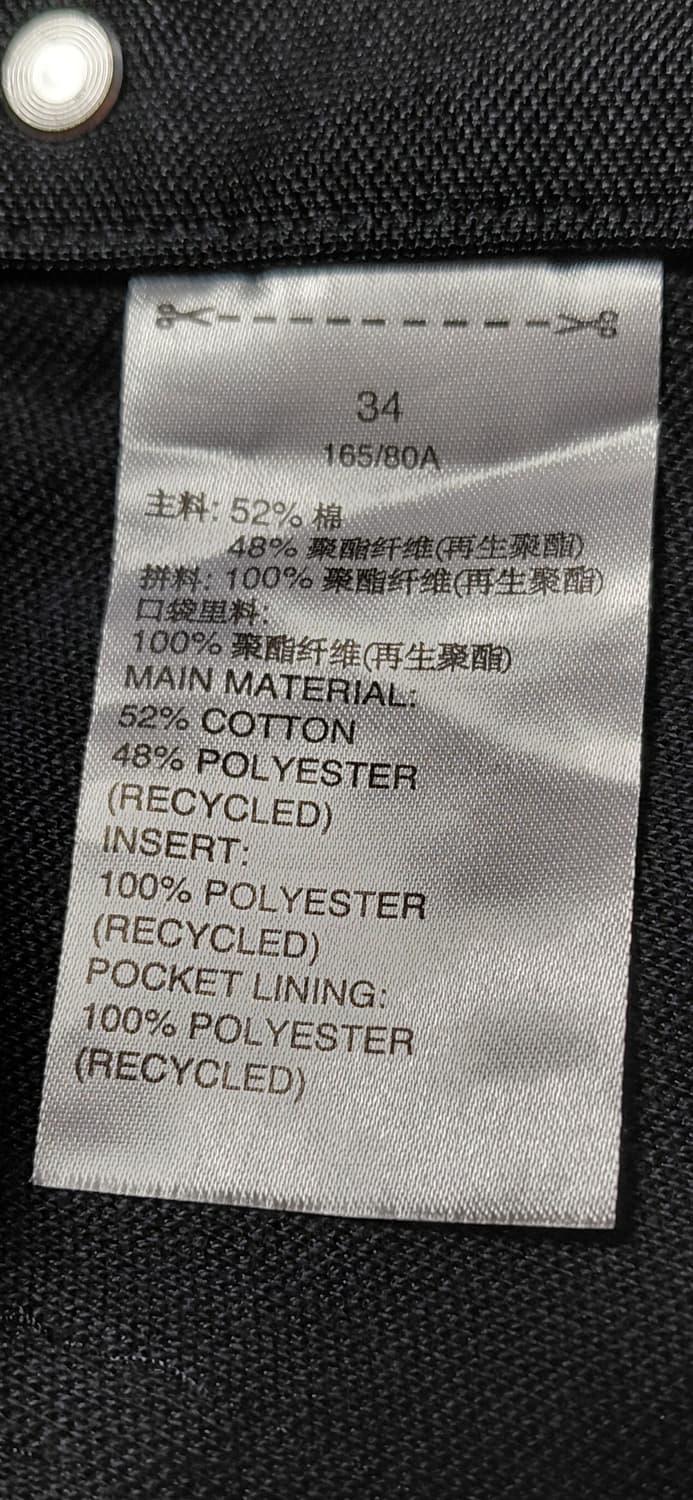 34
165/80A
主料: 52% 棉
48% 聚酯纤维(再生聚酯)
拼料: 100% 聚酯纤维(再生聚酯)
口袋里料:
100% 聚酯纤维(再生聚酯)
MAIN MATERIAL:
52% COTTON
48% POLYESTER
(RECYCLED)
INSERT:
100% POLYESTER
(RECYCLED)
POCKET LINING:
100% POLYESTER
(RECYCLED)